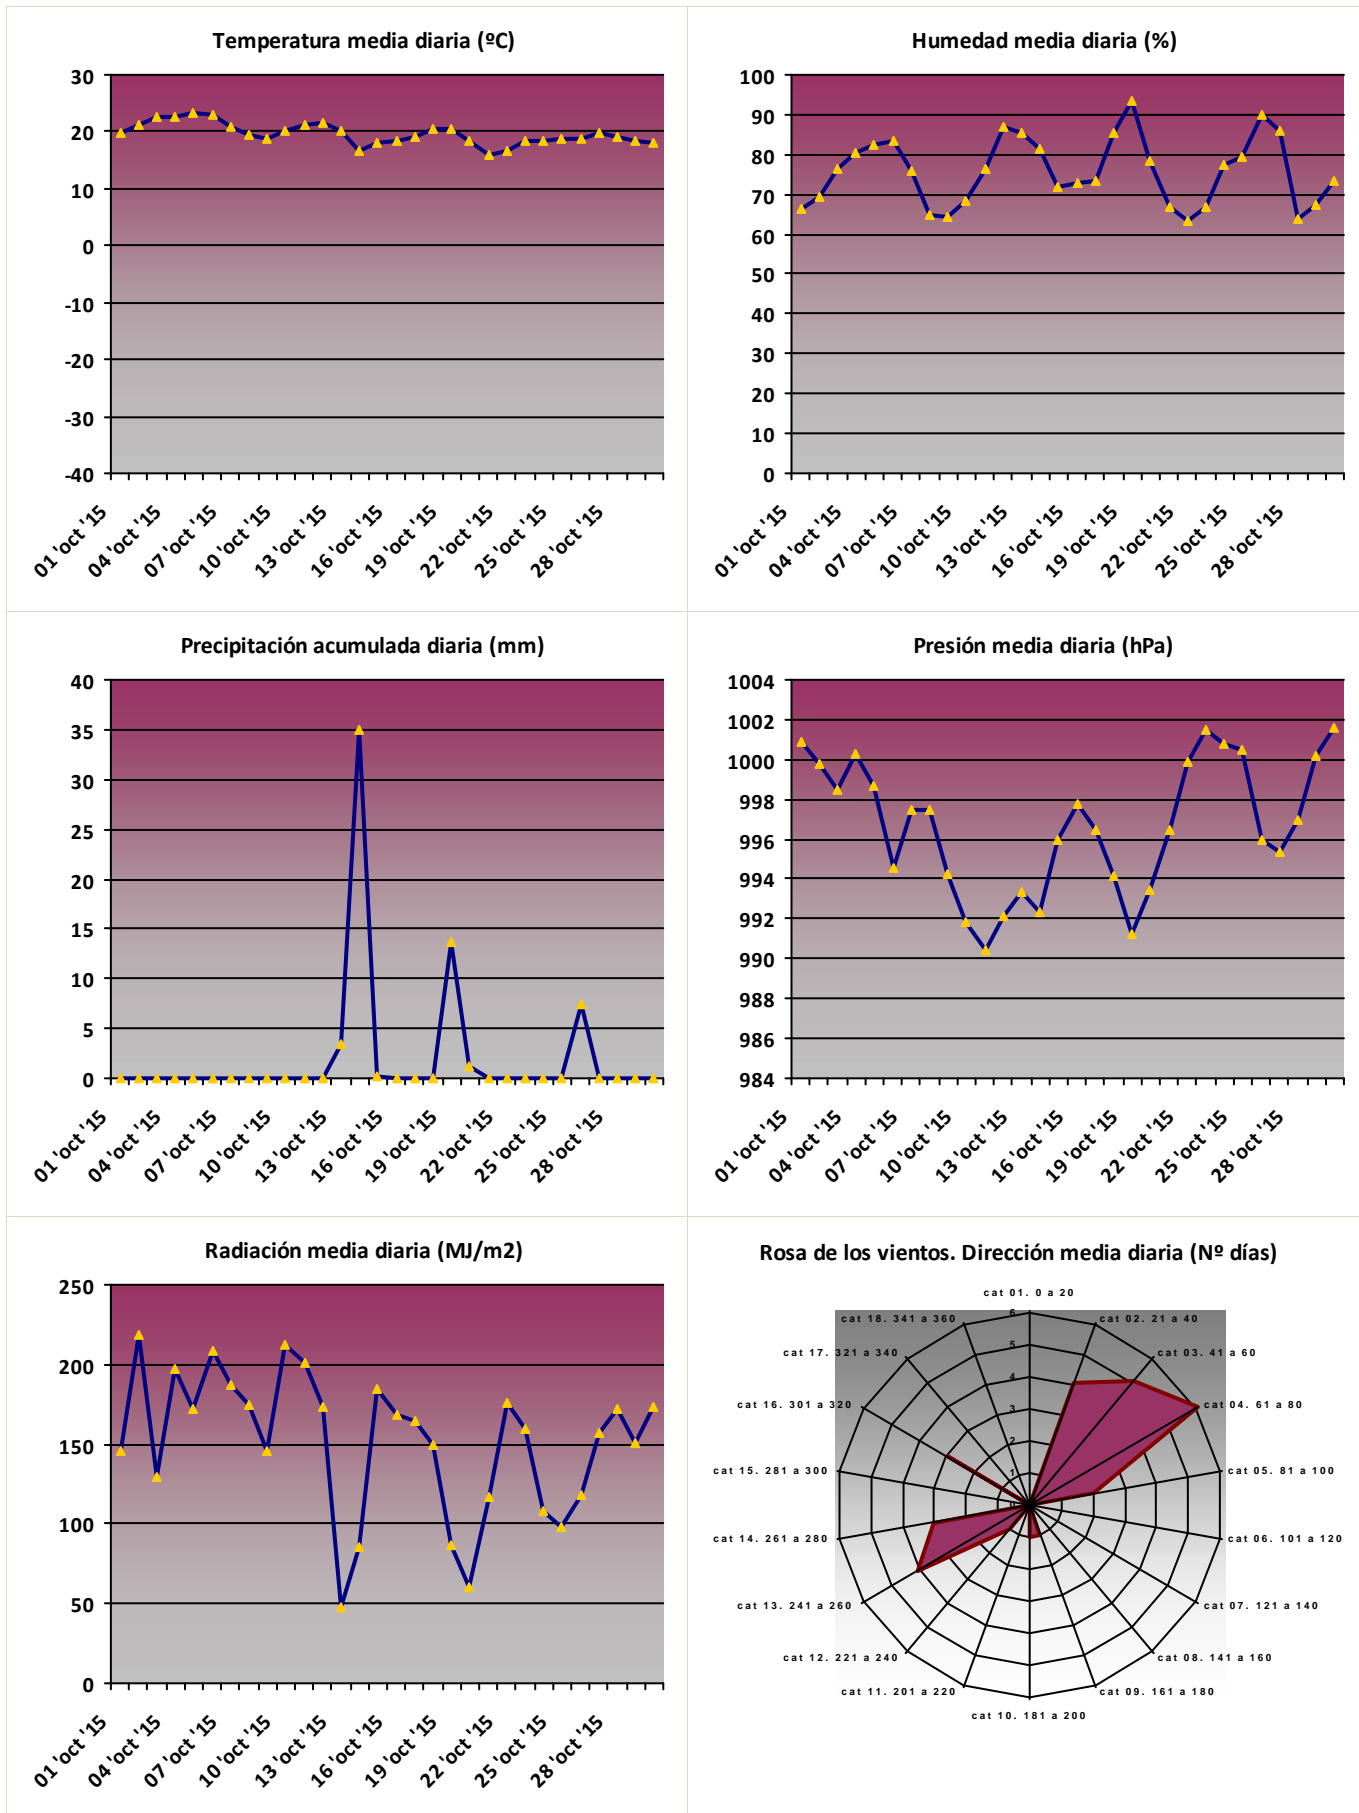 Temperatura media diaria (ºC)
30
20
10
0
-10
-20
-30
-40
01 'oct '15
04 'oct '15
07 'oct '15
10 'oct '15
13 'oct '15
16 'oct '15
19 'oct '15
22 'oct '15
25 'oct '15
28 'oct '15
Humedad media diaria (%)
100
90
80
70
60
50
40
30
20
10
0
01 'oct '15
04 'oct '15
07 'oct '15
10 'oct '15
13 'oct '15
16 'oct '15
19 'oct '15
22 'oct '15
25 'oct '15
28 'oct '15
Precipitación acumulada diaria (mm)
40
35
30
25
20
15
10
5
0
01 'oct '15
04 'oct '15
07 'oct '15
10 'oct '15
13 'oct '15
16 'oct '15
19 'oct '15
22 'oct '15
25 'oct '15
28 'oct '15
Presión media diaria (hPa)
1004
1002
1000
998
996
994
992
990
988
986
984
01 'oct '15
04 'oct '15
07 'oct '15
10 'oct '15
13 'oct '15
16 'oct '15
19 'oct '15
22 'oct '15
25 'oct '15
28 'oct '15
Radiación media diaria (MJ/m2)
250
200
150
100
50
0
01 'oct '15
04 'oct '15
07 'oct '15
10 'oct '15
13 'oct '15
16 'oct '15
19 'oct '15
22 'oct '15
25 'oct '15
28 'oct '15
Rosa de los vientos. Dirección media diaria (Nº días)
cat 01. 0 a 20
cat 02. 21 a 40
cat 03. 41 a 60
cat 04. 61 a 80
cat 05. 81 a 100
cat 06. 101 a 120
cat 07. 121 a 140
cat 08. 141 a 160
cat 09. 161 a 180
cat 10. 181 a 200
cat 11. 201 a 220
cat 12. 221 a 240
cat 13. 241 a 260
cat 14. 261 a 280
cat 15. 281 a 300
cat 16. 301 a 320
cat 17. 321 a 340
cat 18. 341 a 360
6
5
4
3
2
1
0